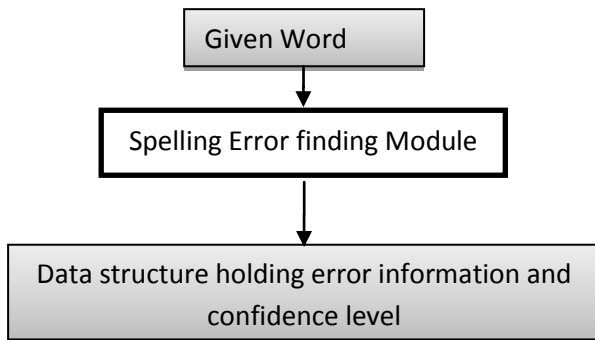 Given Word
Spelling Error finding Module
Data structure holding error information and
confidence level